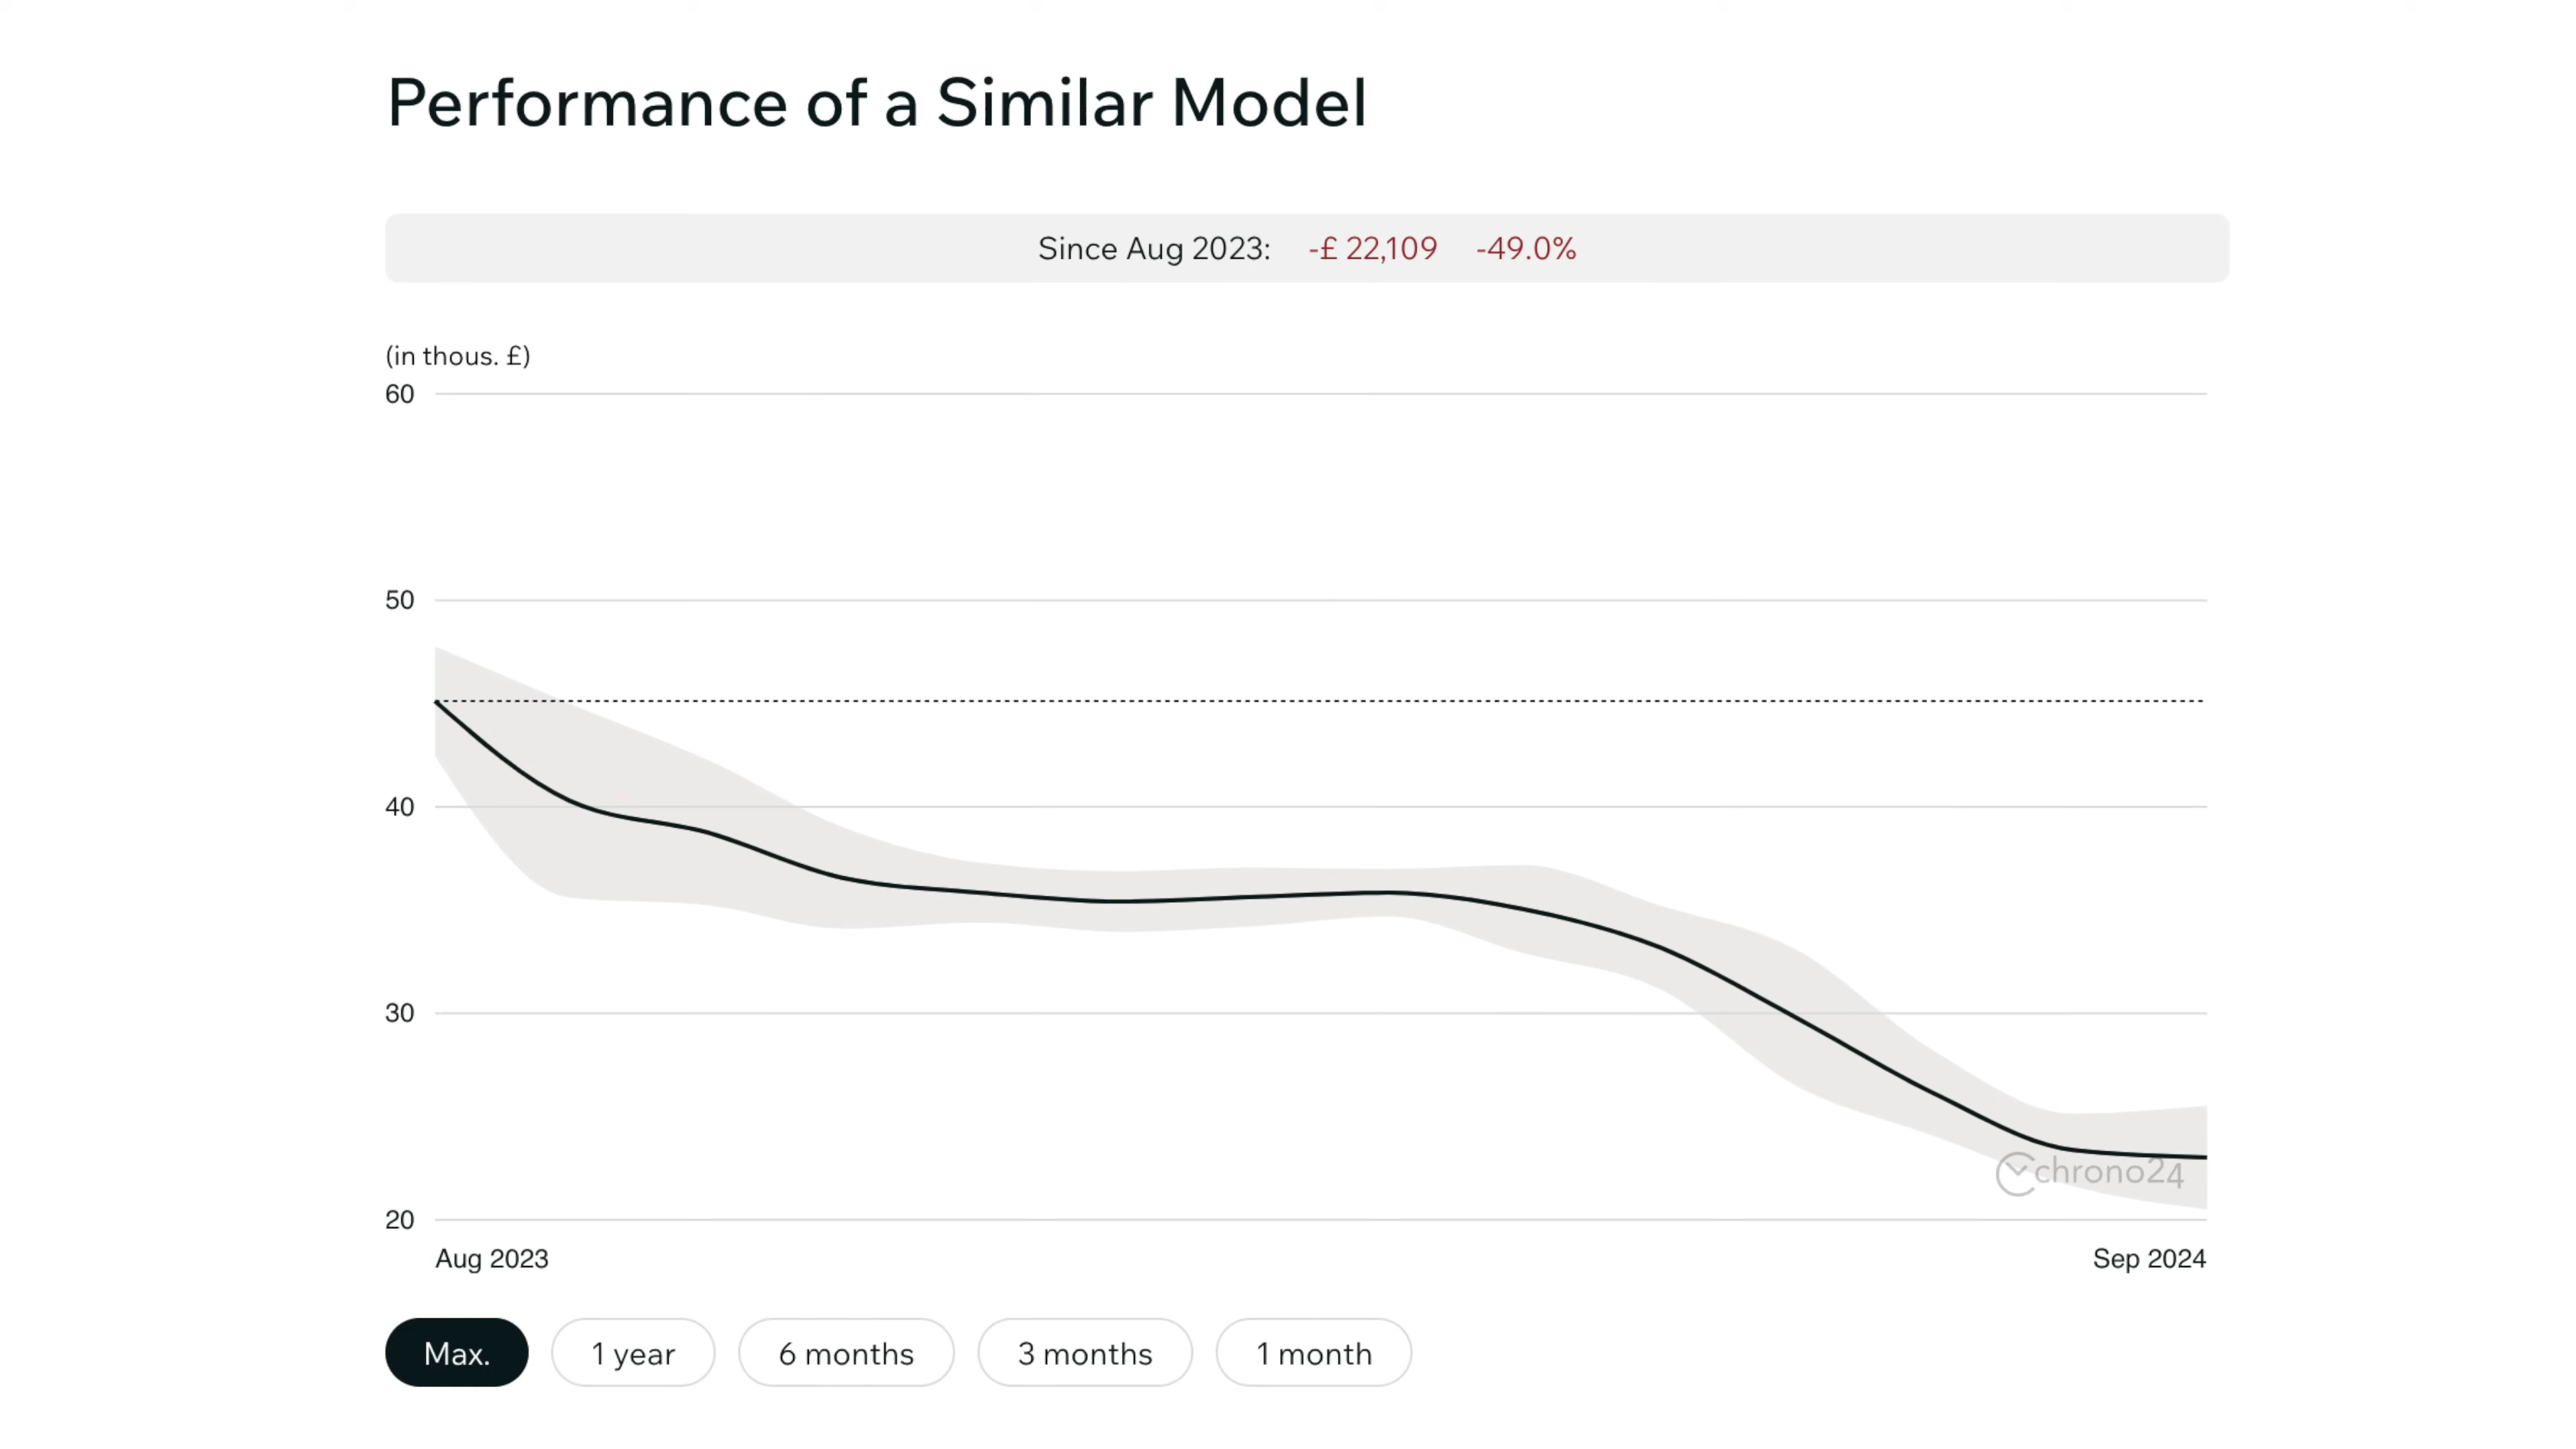 Performance of a Similar Model
Since Aug 2023: -£ 22,109 -49.0%
(in thous. £)
60
50
40
30
20
chrono24
Aug 2023 Sep 2024
Max. 1 year 6 months 3 months 1 month